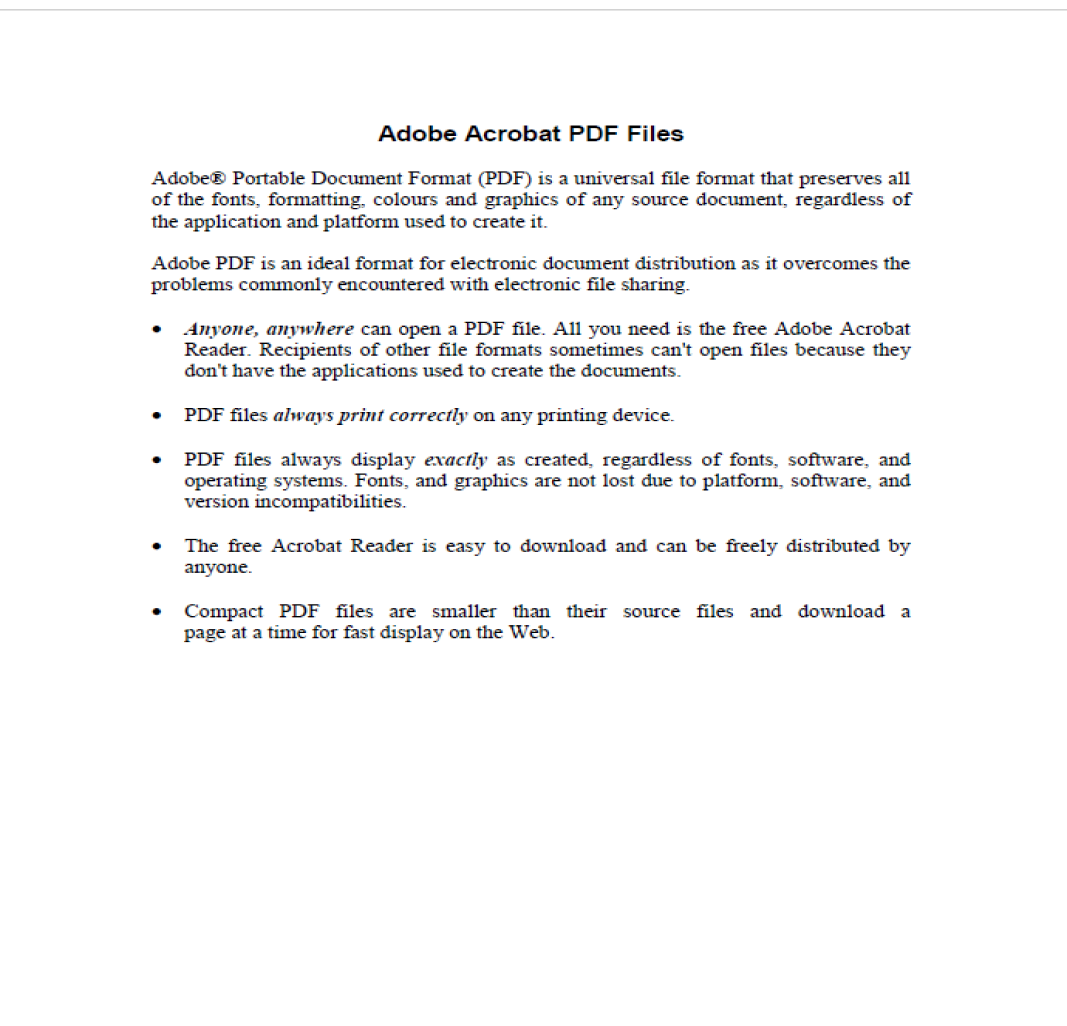 Adobe Acrobat PDF Files
Adobe® Portable Document Format (PDF) is a universal file format that preserves all
of the fonts, formatting, colours and graphics of any source document, regardless of
the application and platform used to create it.
Adobe PDF is an ideal format for electronic document distribution as it overcomes the
problems commonly encountered with electronic file sharing.
• Anyone, anywhere can open a PDF file. All you need is the free Adobe Acrobat
Reader. Recipients of other file formats sometimes can't open files because they
don't have the applications used to create the documents.
• PDF files always print correctly on any printing device.
• PDF files always display exactly as created, regardless of fonts, software, and
operating systems. Fonts, and graphics are not lost due to platform, software, and
version incompatibilities.
• The free Acrobat Reader is easy to download and can be freely distributed by
anyone.
• Compact PDF files are smaller than their source files and download a
page at a time for fast display on the Web.